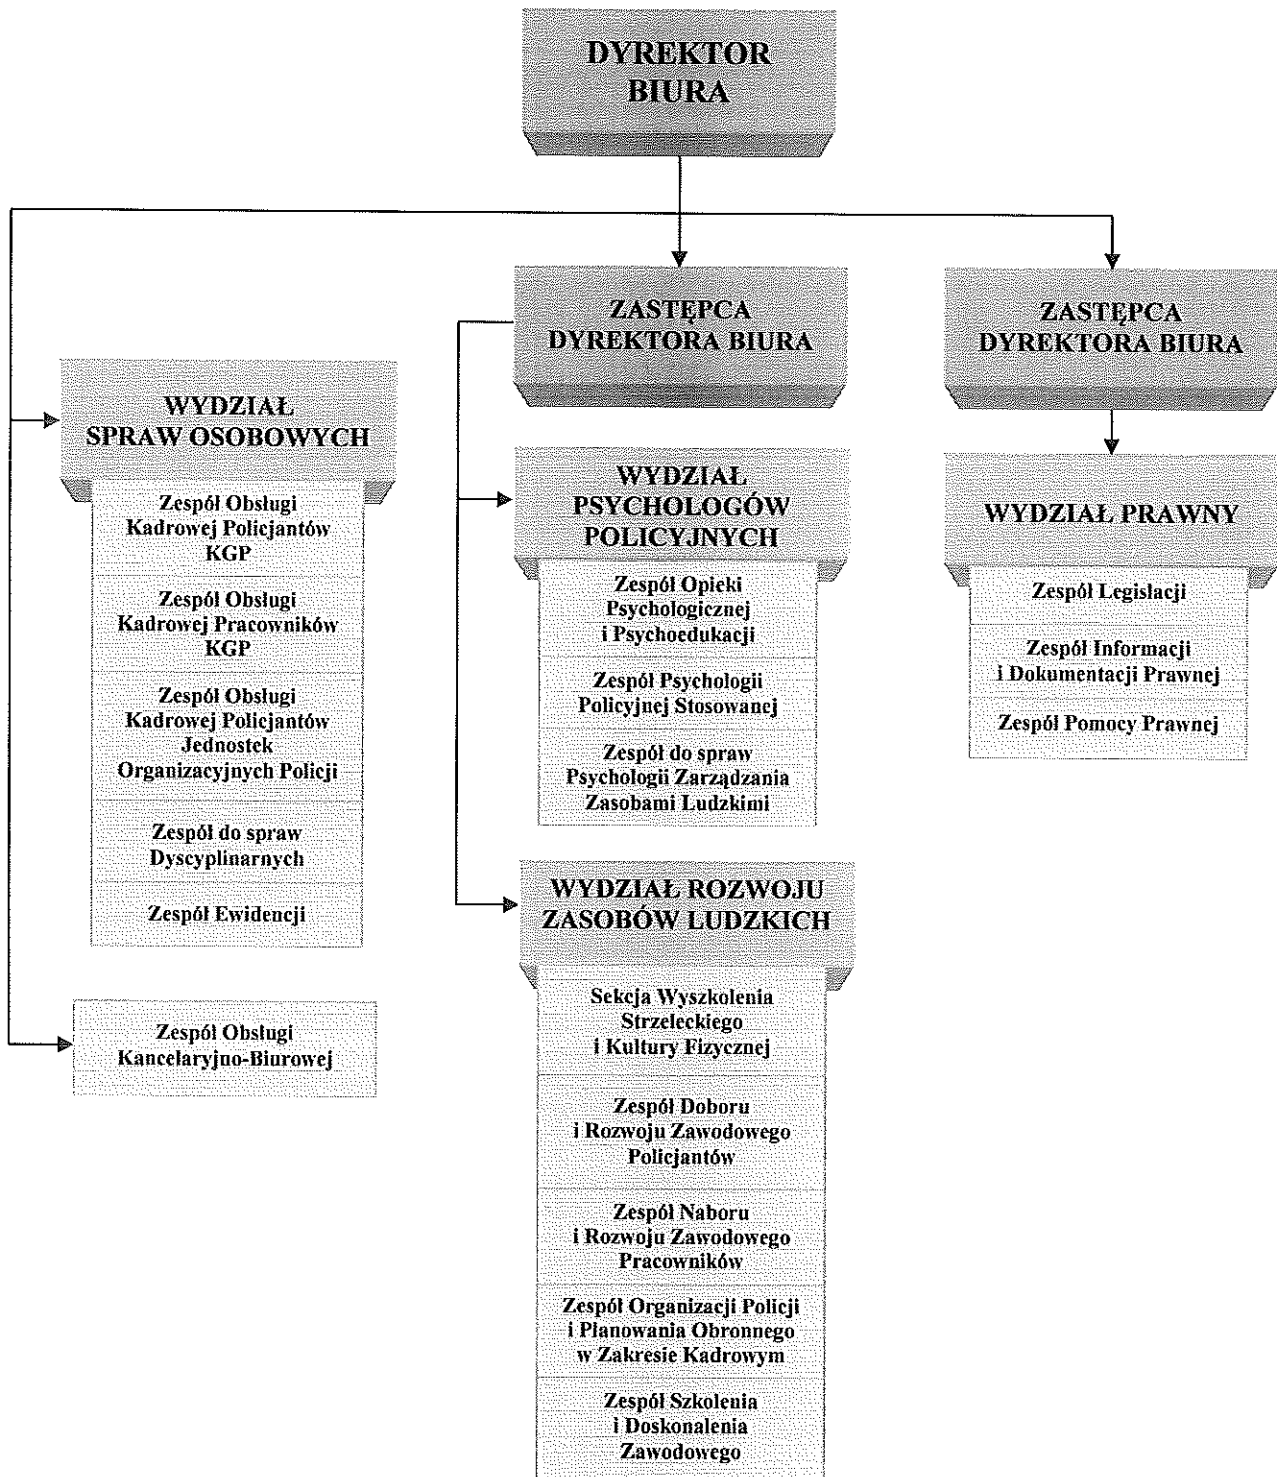 DYREKTOR
BIURA
ZASTĘPCA
DYREKTORA BIURA
ZASTĘPCA
DYREKTORA BIURA
WYDZIAŁ
SPRAW OSOBOWYCH
Zespół Obsługi
Kadrowej Policjantów
KGP
Zespół Obsługi
Kadrowej Pracowników
KGP
Zespół Obsługi
Kadrowej Policjantów
Jednostek
Organizacyjnych Policji
Zespół do spraw
Dyscyplinarnych
Zespół Ewidencji
Zespół Obsługi
Kancelaryjno-Biurowej
WYDZIAŁ
PSYCHOLOGÓW
POLICYJNYCH
Zespół Opieki
Psychologicznej
i Psychoedukacji
Zespół Psychologii
Policyjnej Stosowanej
Zespół do spraw
Psychologii Zarządzania
Zasobami Ludzkimi
WYDZIAŁ ROZWOJU
ZASOBÓW LUDZKICH
Sekcja Wyszkolenia
Strzeleckiego
i Kultury Fizycznej
Zespół Doboru
i Rozwoju Zawodowego
Policjantów
Zespół Naboru
i Rozwoju Zawodowego
Pracowników
Zespół Organizacji Policji
i Planowania Obronnego
w Zakresie Kadrowym
Zespół Szkolenia
i Doskonalenia
Zawodowego
WYDZIAŁ PRAWNY
Zespół Legislacji
Zespół Informacji
i Dokumentacji Prawnej
Zespół Pomocy Prawnej